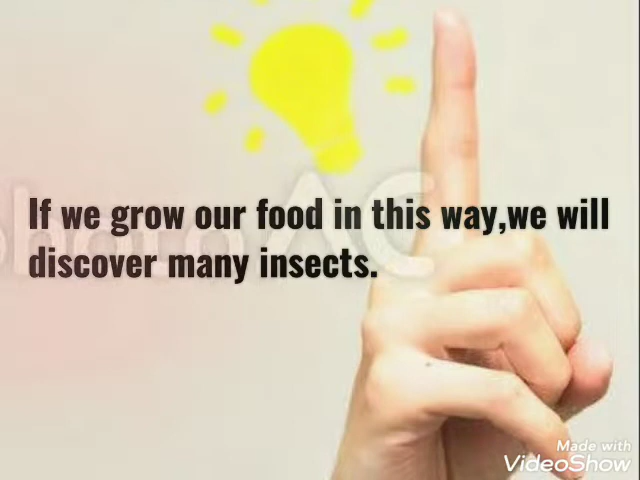 If we grow our food in this way,we will
discover many insects.
Made with
VideoShow